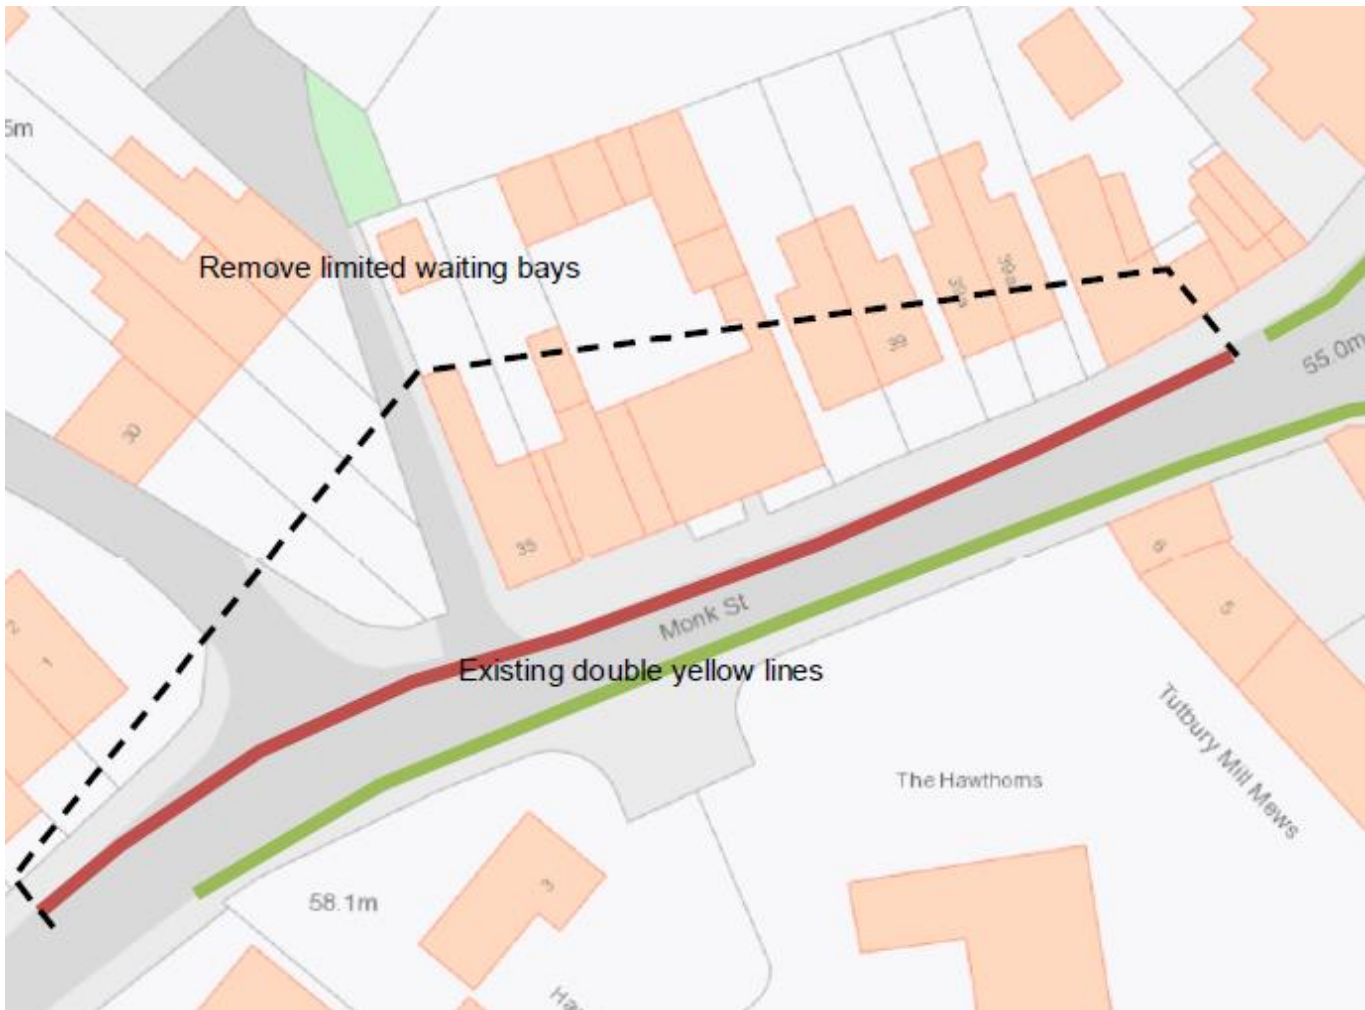 5m
Remove limited waiting bays
39a
39
55.0m
30
35
Monk St
6
5
2
1
Existing double yellow lines
Tutbury Mill Mews
The Hawthorns
3
58.1m